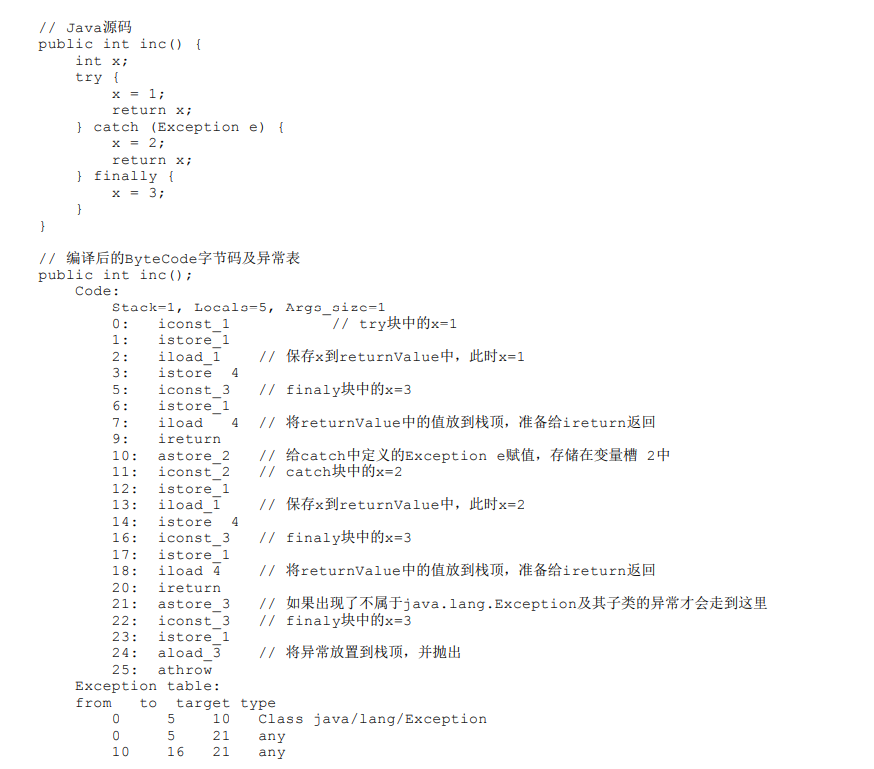 // Java源码
public int inc() {
    int x;
    try {
        x = 1;
        return x;
    } catch (Exception e) {
        x = 2;
        return x;
    } finally {
        x = 3;
    }
}
// 编译后的ByteCode字节码及异常表
public int inc();
    Code:
        Stack=1, Locals=5, Args_size=1
        0:   iconst_1           // try块中的x=1
        1:   istore_1
        2:   iload_1    // 保存x到returnValue中，此时x=1
        3:   istore  4
        5:   iconst_3   // finaly块中的x=3
        6:   istore_1
        7:   iload   4  // 将returnValue中的值放到栈顶，准备给ireturn返回
        9:   ireturn
        10:  astore_2   // 给catch中定义的Exception e赋值，存储在变量槽 2中
        11:  iconst_2   // catch块中的x=2
        12:  istore_1
        13:  iload_1    // 保存x到returnValue中，此时x=2
        14:  istore  4
        16:  iconst_3   // finaly块中的x=3
        17:  istore_1
        18:  iload 4    // 将returnValue中的值放到栈顶，准备给ireturn返回
        20:  ireturn
        21:  astore_3   // 如果出现了不属于java.lang.Exception及其子类的异常才会走到这里
        22:  iconst_3   // finaly块中的x=3
        23:  istore_1
        24:  aload_3    // 将异常放置到栈顶，并抛出
        25:  athrow
    Exception table:
    from   to  target type
        0     5    10   Class java/lang/Exception
        0     5    21   any
        10    16   21   any